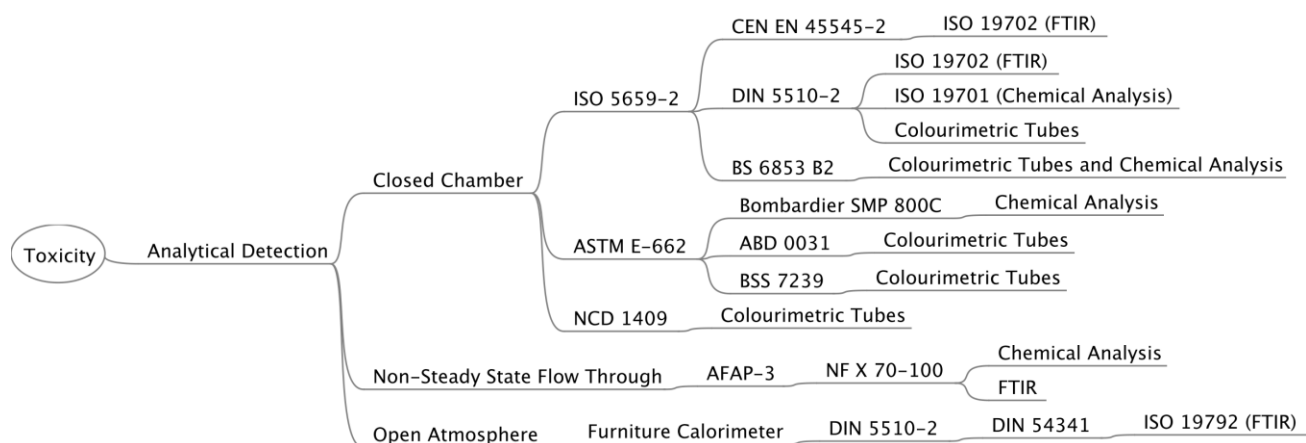 Toxicity
Analytical Detection
Closed Chamber
ISO 5659-2
CEN EN 45545-2
ISO 19702 (FTIR)
DIN 5510-2
ISO 19702 (FTIR)
ISO 19701 (Chemical Analysis)
Colourimetric Tubes
BS 6853 B2
Colourimetric Tubes and Chemical Analysis
ASTM E-662
Bombardier SMP 800C
Chemical Analysis
ABD 0031
Colourimetric Tubes
BSS 7239
Colourimetric Tubes
NCD 1409
Colourimetric Tubes
Non-Steady State Flow Through
AFAP-3
NF X 70-100
Chemical Analysis
FTIR
Open Atmosphere
Furniture Calorimeter
DIN 5510-2
DIN 54341
ISO 19792 (FTIR)